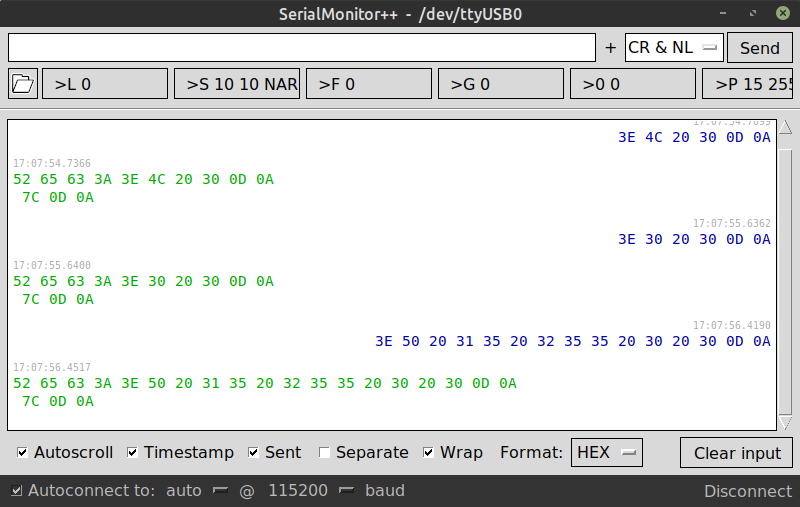 SerialMonitor++ - /dev/ttyUSB0
+ CR & NL Send
>L 0 >S 10 10 NAR >F 0 >G 0 >0 0 >P 15 255
3E 4C 20 30 0D 0A
17:07:54.7366
52 65 63 3A 3E 4C 20 30 0D 0A
7C 0D 0A
17:07:55.6362
3E 30 20 30 0D 0A
17:07:55.6400
52 65 63 3A 3E 30 20 30 0D 0A
7C 0D 0A
17:07:56.4190
3E 50 20 31 35 20 32 35 35 20 30 20 30 0D 0A
17:07:56.4517
52 65 63 3A 3E 50 20 31 35 20 32 35 35 20 30 20 30 0D 0A
7C 0D 0A
Autoscroll Timestamp Sent Separate Wrap Format: HEX Clear input
Autoconnect to: auto @ 115200 baud Disconnect